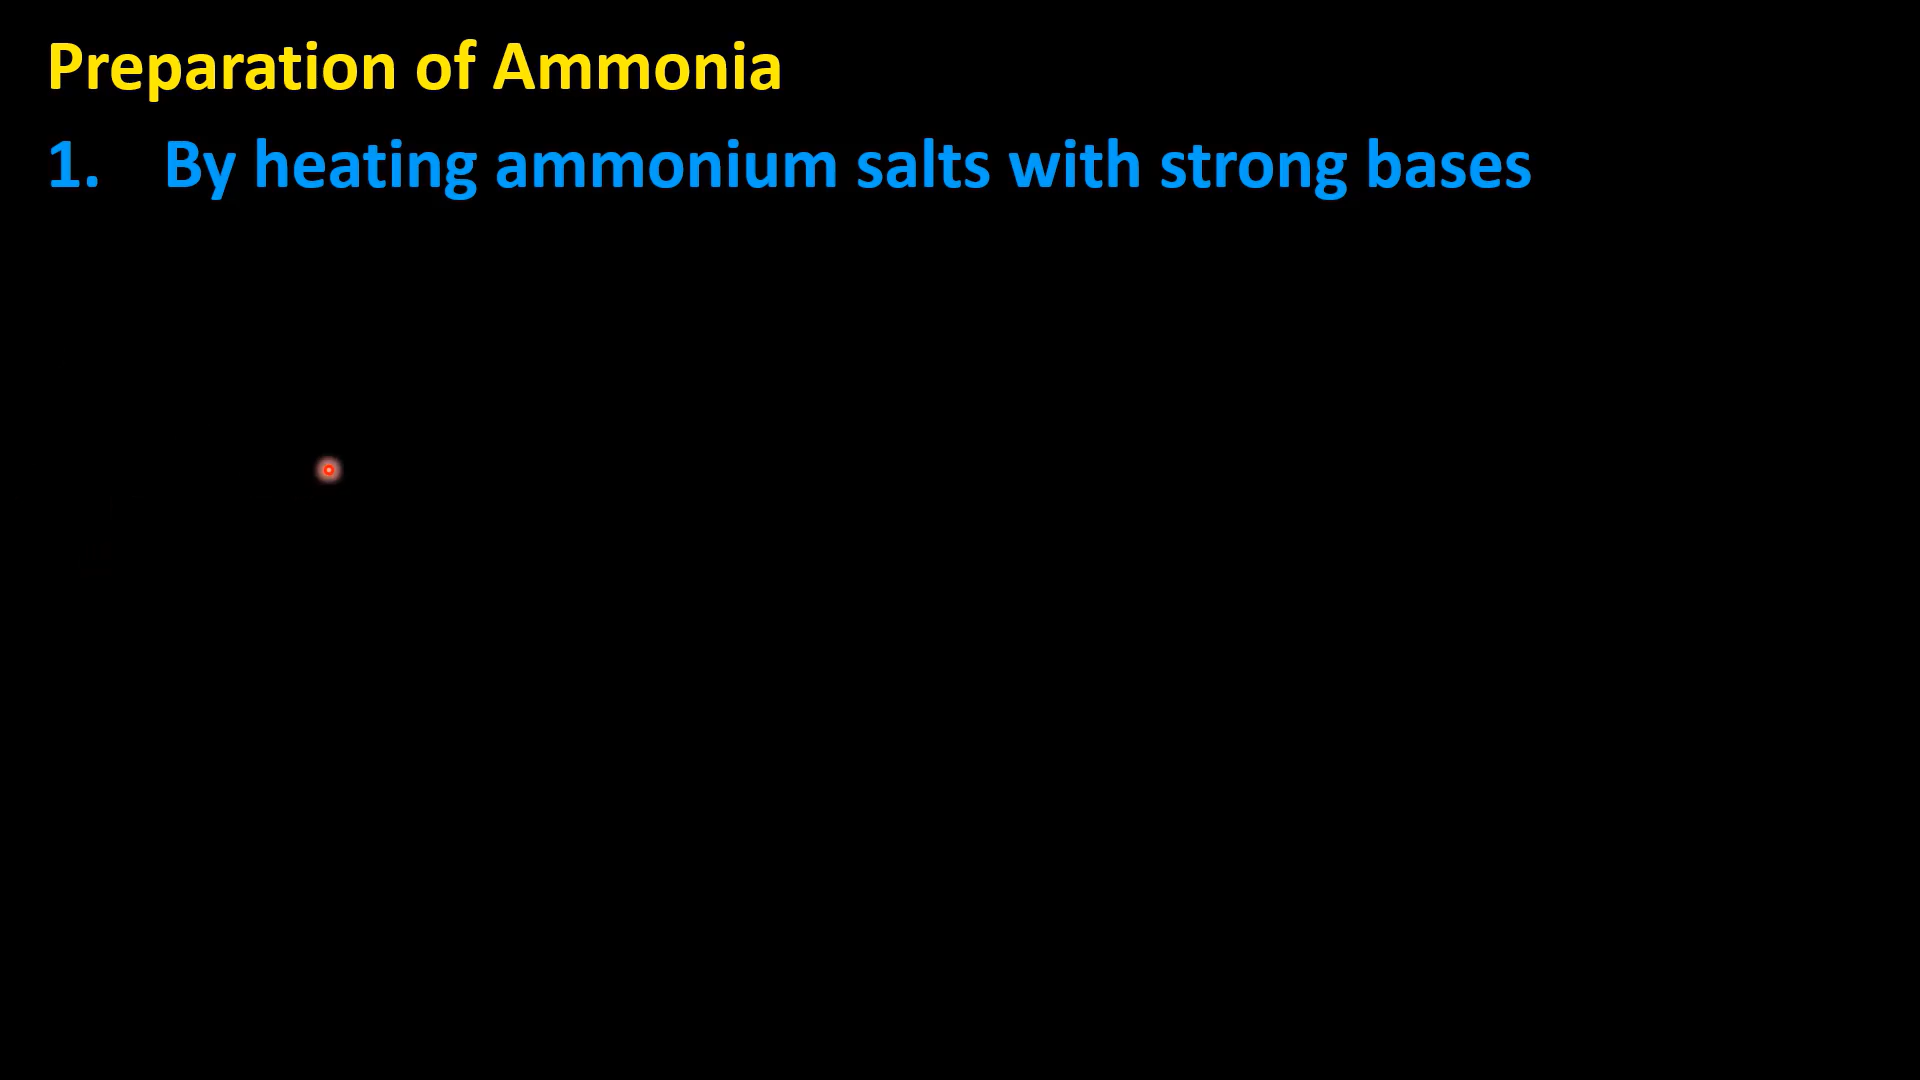 Preparation of Ammonia
1. By heating ammonium salts with strong bases